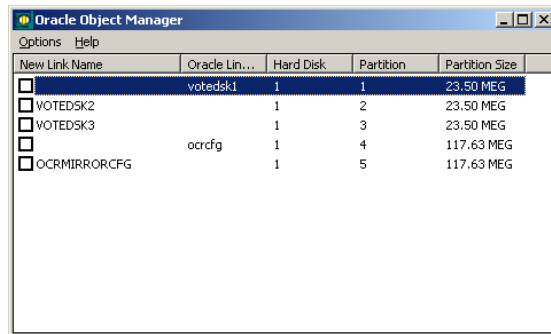 Oracle Object Manager
Options Help
New Link Name Oracle Lin... Hard Disk Partition Partition Size
votedsk1 1 1 23.50 MEG
VOTEDSK2 1 2 23.50 MEG
VOTEDSK3 1 3 23.50 MEG
ocrcfg 1 4 117.63 MEG
OCRMIRRORCFG 1 5 117.63 MEG